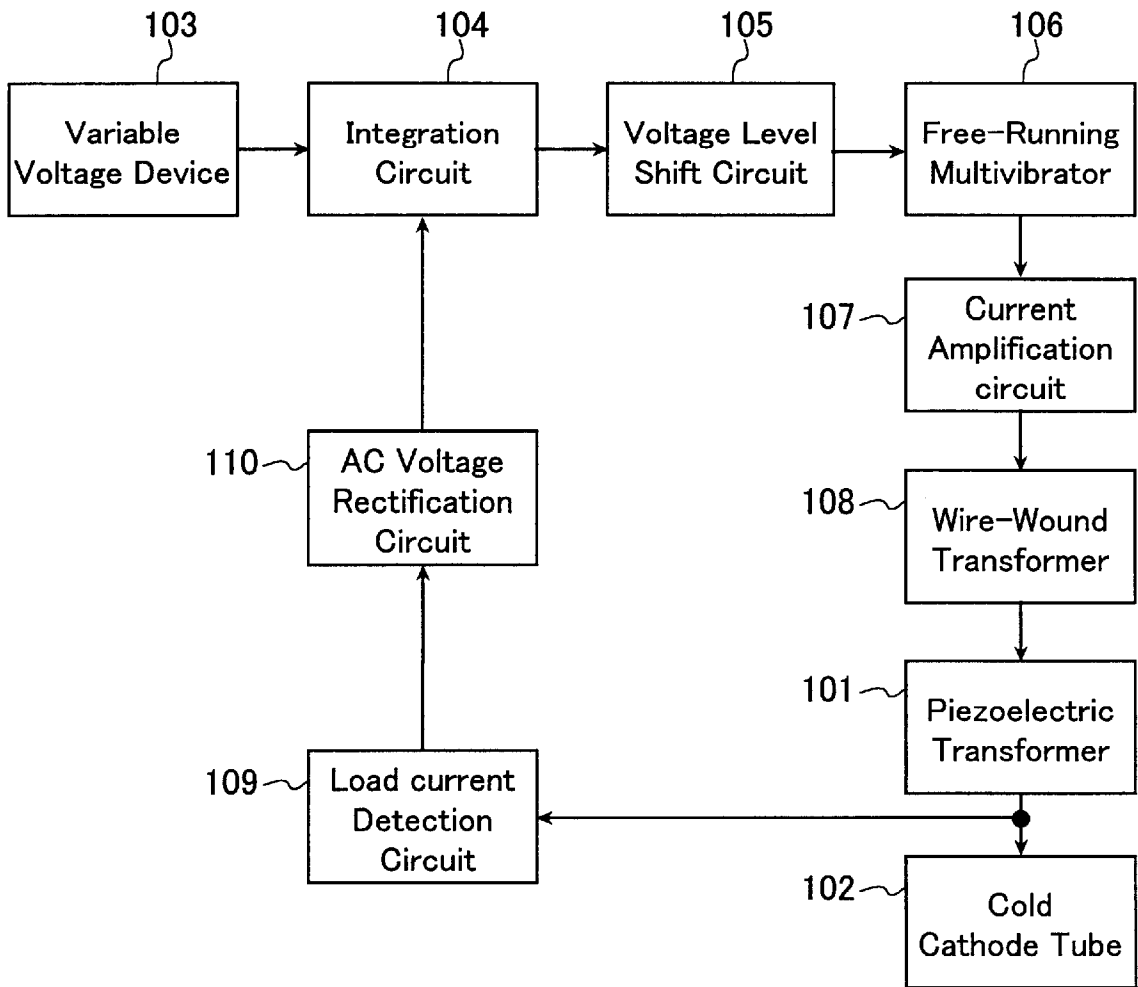 103
104
105
106
Variable
Voltage Device
Integration
Circuit
Voltage Level
Shift Circuit
Free-Running
Multivibrator
107
Current
Amplification
circuit
110
AC Voltage
Rectification
Circuit
108
Wire-Wound
Transformer
101
Piezoelectric
Transformer
109
Load current
Detection
Circuit
102
Cold
Cathode Tube